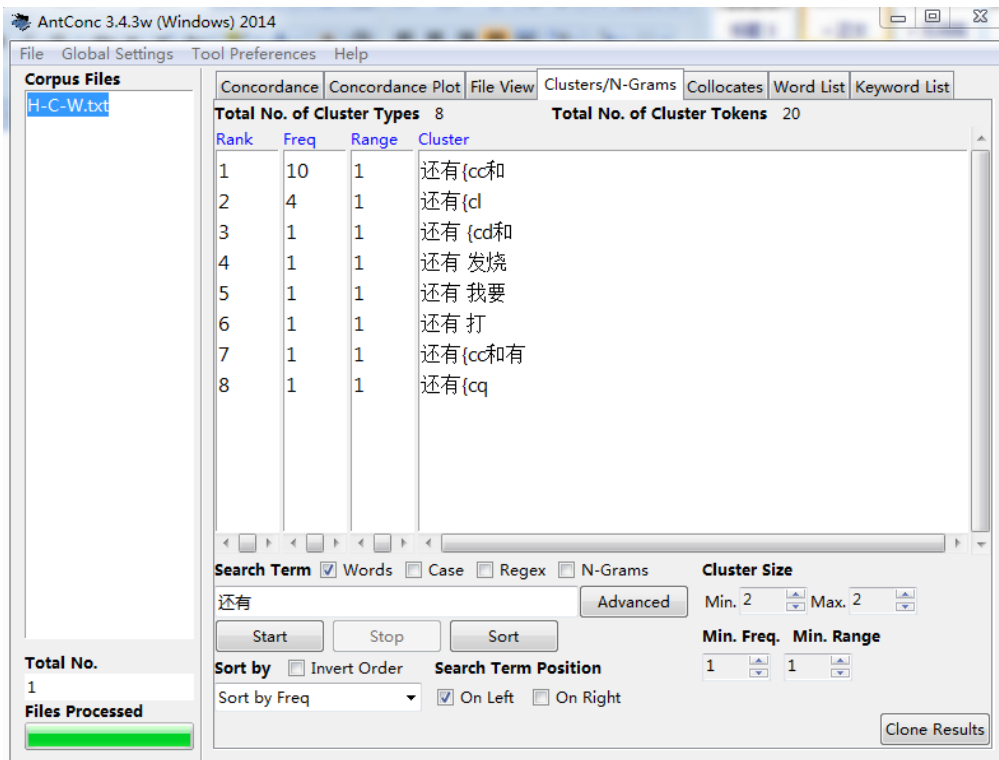 AntConc 3.4.3w (Windows) 2014
File Global Settings Tool Preferences Help
Corpus Files
H-C-W.txt
Concordance Concordance Plot File View Clusters/N-Grams Collocates Word List Keyword List
Total No. of Cluster Types 8 Total No. of Cluster Tokens 20
Rank Freq Range Cluster
1 10 1 还有{cc和
2 4 1 还有{cl
3 1 1 还有 {cd和
4 1 1 还有 发烧
5 1 1 还有 我要
6 1 1 还有 打
7 1 1 还有{cc和有
8 1 1 还有{cq
Search Term Words Case Regex N-Grams Cluster Size
还有 Advanced Min. 2 Max. 2
Start Stop Sort Min. Freq. Min. Range
Total No.
1
Sort by Invert Order Search Term Position 1 1
Files Processed
Sort by Freq On Left On Right
Clone Results